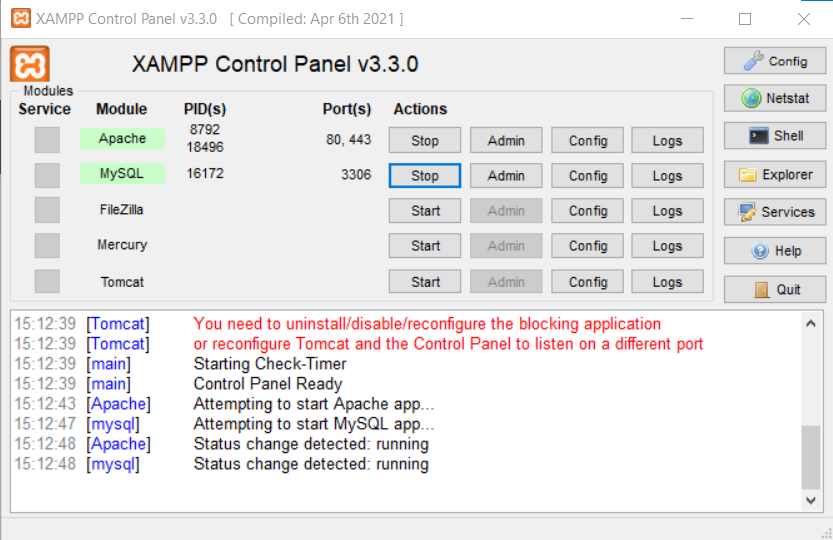 XAMPP Control Panel v3.3.0 [ Compiled: Apr 6th 2021 ]
XAMPP Control Panel v3.3.0
Config
Modules
Service Module PID(s) Port(s) Actions
Netstat
Apache 8792 18496 80, 443 Stop Admin Config Logs
Shell
MySQL 16172 3306 Stop Admin Config Logs
Explorer
FileZilla Start Admin Config Logs
Services
Mercury Start Admin Config Logs
Help
Tomcat Start Admin Config Logs
Quit
15:12:39 [Tomcat] You need to uninstall/disable/reconfigure the blocking application
15:12:39 [Tomcat] or reconfigure Tomcat and the Control Panel to listen on a different port
15:12:39 [main] Starting Check-Timer
15:12:39 [main] Control Panel Ready
15:12:43 [Apache] Attempting to start Apache app...
15:12:47 [mysql] Attempting to start MySQL app...
15:12:48 [Apache] Status change detected: running
15:12:48 [mysql] Status change detected: running